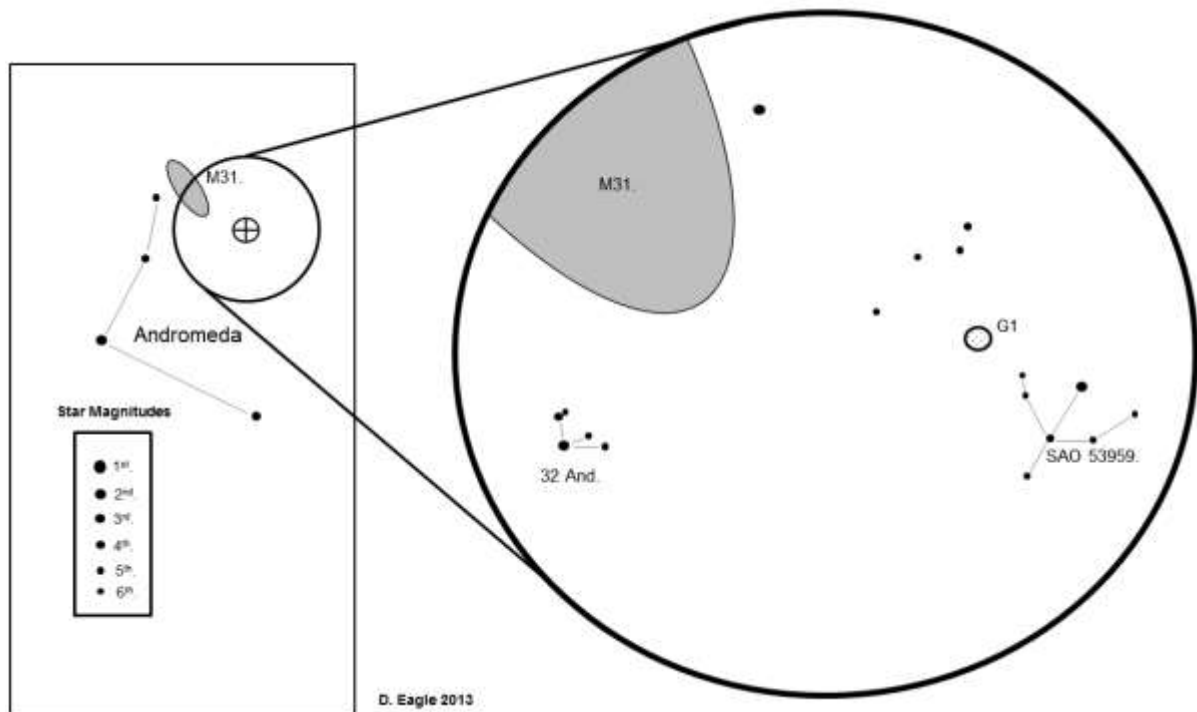 M31.
Andromeda
Star Magnitudes
1st.
2nd.
3rd.
4th.
5th.
6th.
M31.
G1
SAO 53959.
32 And.
D. Eagle 2013